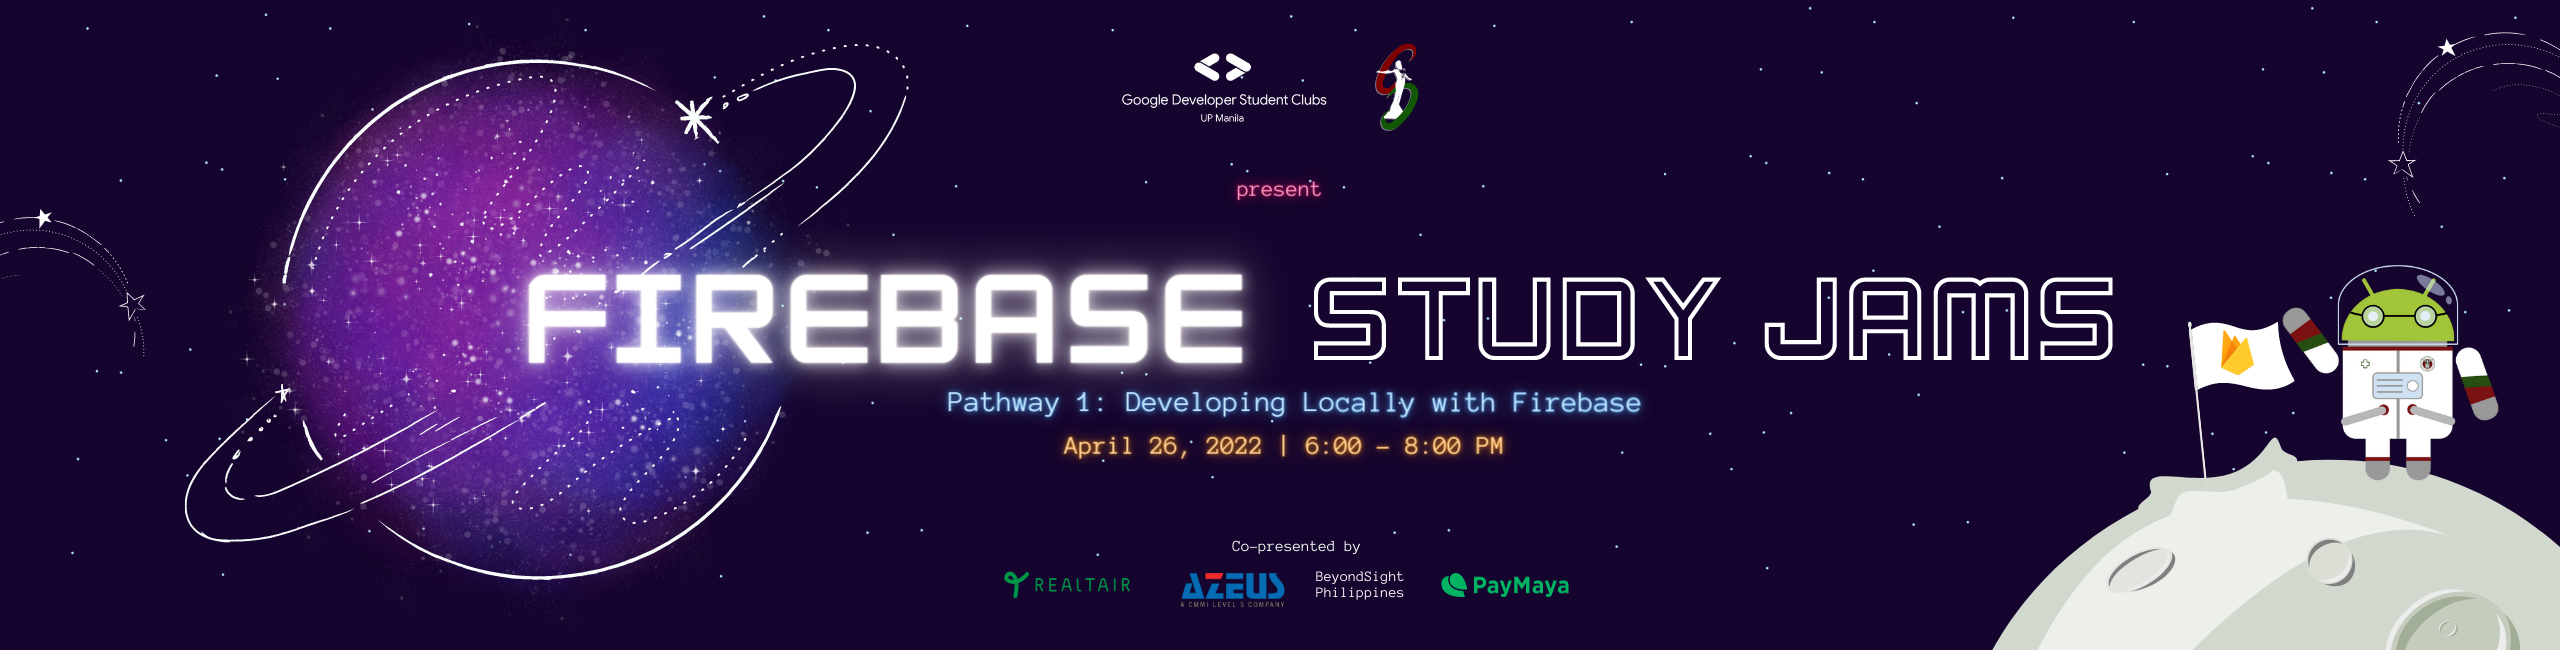 Google Developer Student Clubs
UP Manila
present
FIREBASE STUDY JAMS
Pathway 1: Developing Locally with Firebase
April 26, 2022 | 6:00 - 8:00 PM
Co-presented by
REALTAIR
AZEUS
A CMMI LEVEL 5 COMPANY
BeyondSight
Philippines
PayMaya